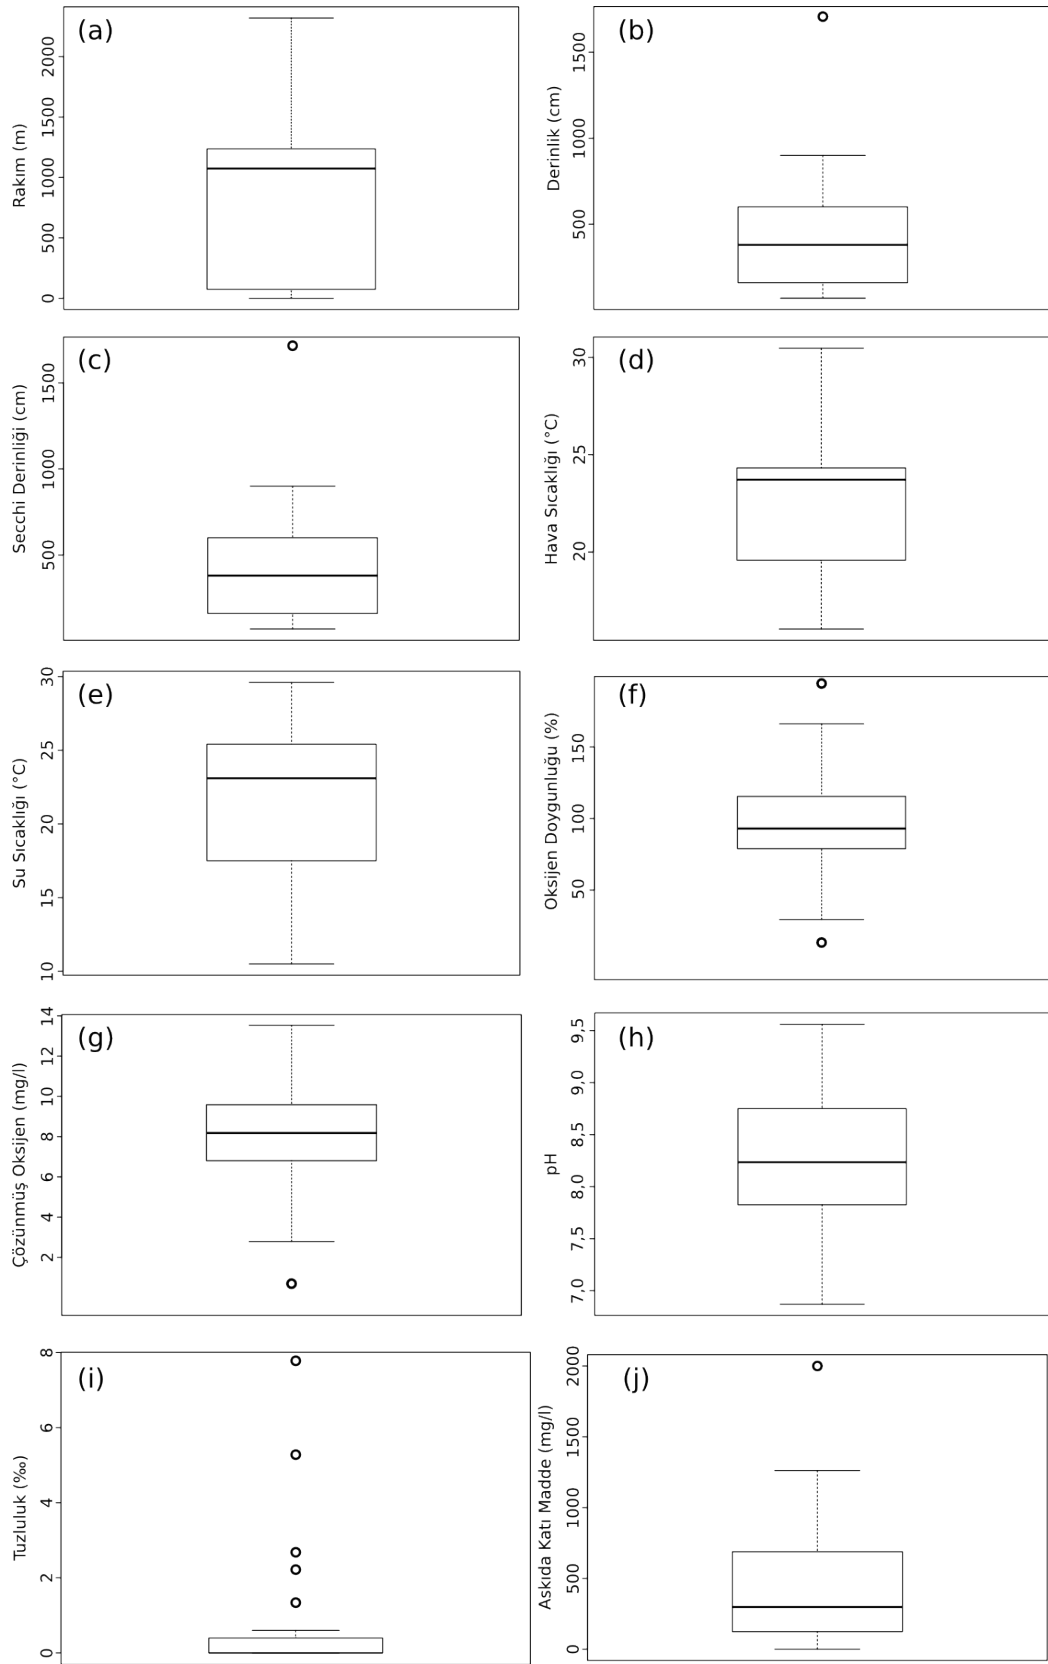 (a)
Rakım (m)
2000
1500
1000
500
0
(b)
Derinlik (cm)
1500
1000
500
(c)
Secchi Derinliği (cm)
1500
1000
500
(d)
Hava Sıcaklığı (°C)
30
25
20
(e)
Su Sıcaklığı (°C)
30
25
20
15
10
(f)
Oksijen Doygunluğu (%)
150
100
50
(g)
Çözünmüş Oksijen (mg/l)
14
12
10
8
6
4
2
(h)
pH
9,5
9,0
8,5
8,0
7,5
7,0
(i)
Tuzluluk (‰)
8
6
4
2
0
(j)
Askıda Katı Madde (mg/l)
2000
1500
1000
500
0